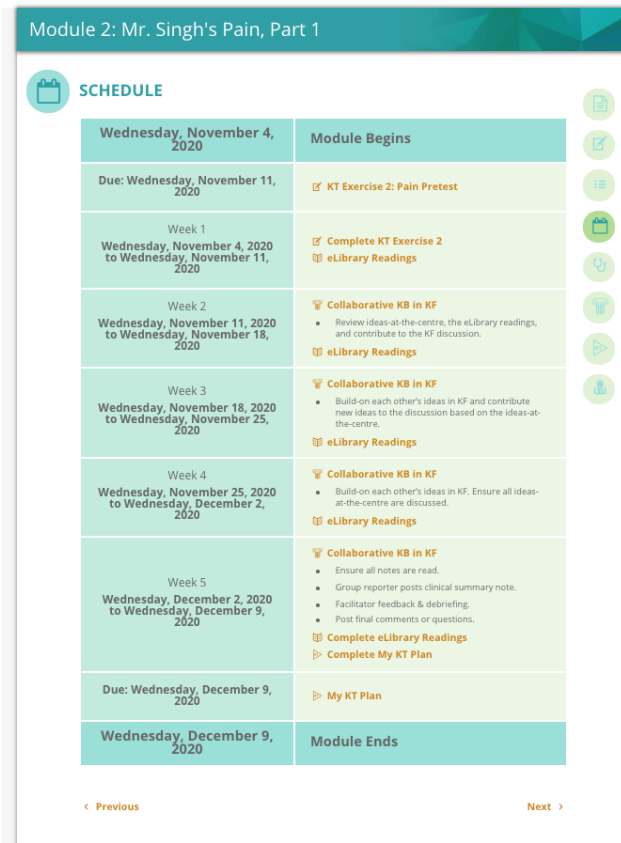 Module 2: Mr. Singh's Pain, Part 1
SCHEDULE
Wednesday, November 4,
2020
Module Begins
Due: Wednesday, November 11,
2020
KT Exercise 2: Pain Pretest
Week 1
Wednesday, November 4, 2020
to Wednesday, November 11,
2020
Complete KT Exercise 2
eLibrary Readings
Week 2
Wednesday, November 11, 2020
to Wednesday, November 18,
2020
Collaborative KB in KF
• Review ideas-at-the-centre, the eLibrary readings,
and contribute to the KF discussion.
eLibrary Readings
Week 3
Wednesday, November 18, 2020
to Wednesday, November 25,
2020
Collaborative KB in KF
• Build-on each other's ideas in KF and contribute
new ideas to the discussion based on the ideas-at-
the-centre.
eLibrary Readings
Week 4
Wednesday, November 25, 2020
to Wednesday, December 2,
2020
Collaborative KB in KF
• Build-on each other's ideas in KF. Ensure all ideas-
at-the-centre are discussed.
eLibrary Readings
Week 5
Wednesday, December 2, 2020
to Wednesday, December 9,
2020
Collaborative KB in KF
• Ensure all notes are read.
• Group reporter posts clinical summary note.
• Facilitator feedback & debriefing.
• Post final comments or questions.
Complete eLibrary Readings
Complete My KT Plan
Due: Wednesday, December 9,
2020
My KT Plan
Wednesday, December 9,
2020
Module Ends
‹ Previous
Next ›